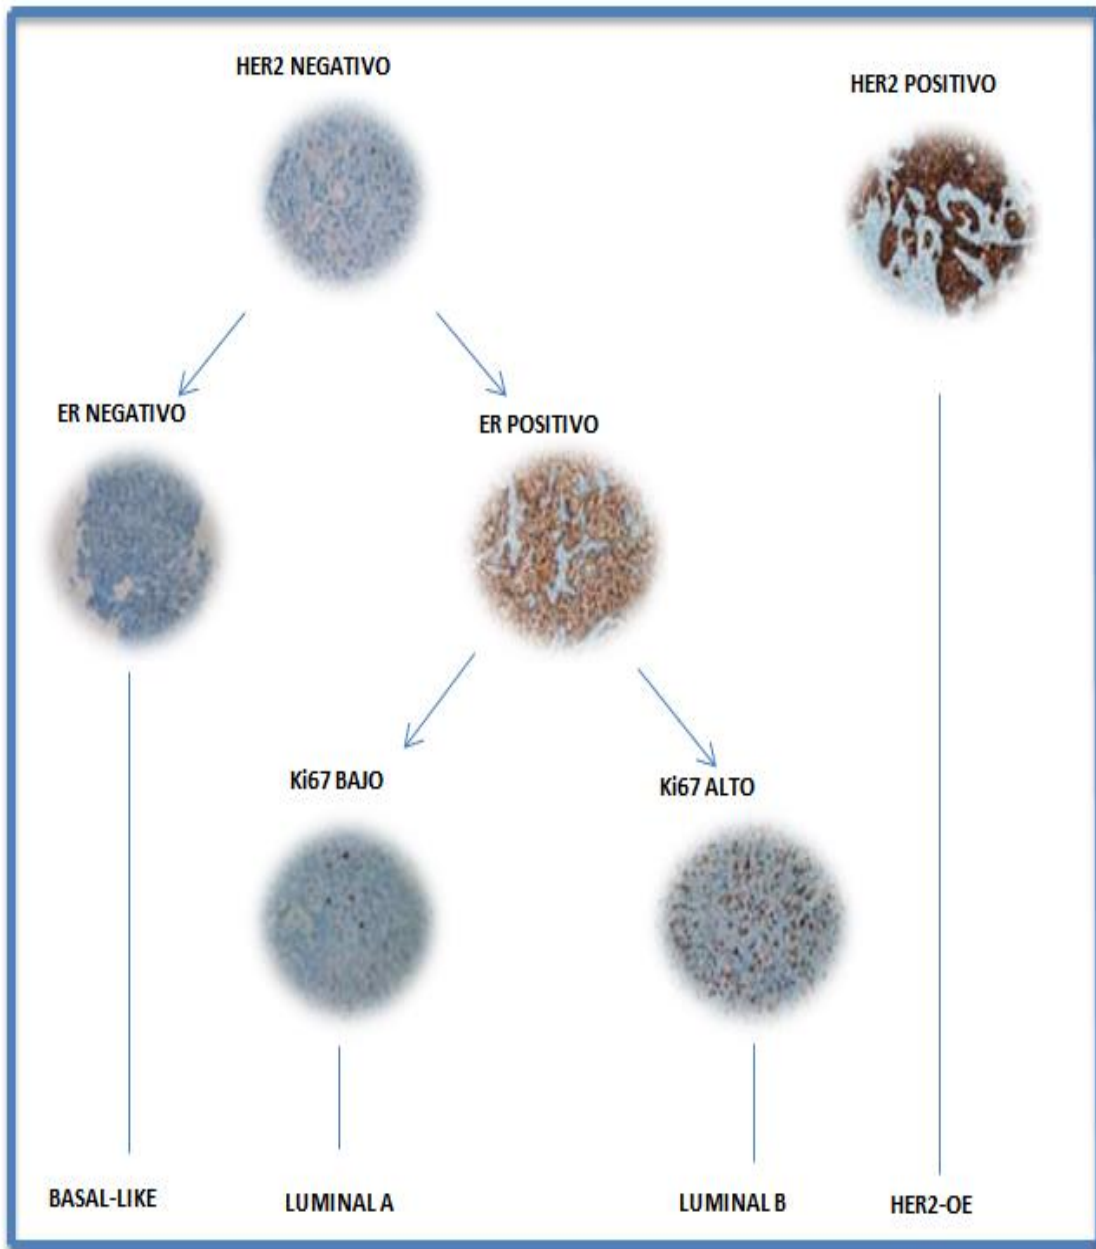 HER2 NEGATIVO
HER2 POSITIVO
ER NEGATIVO
ER POSITIVO
Ki67 BAJO
Ki67 ALTO
BASAL-LIKE
LUMINAL A
LUMINAL B
HER2-OE